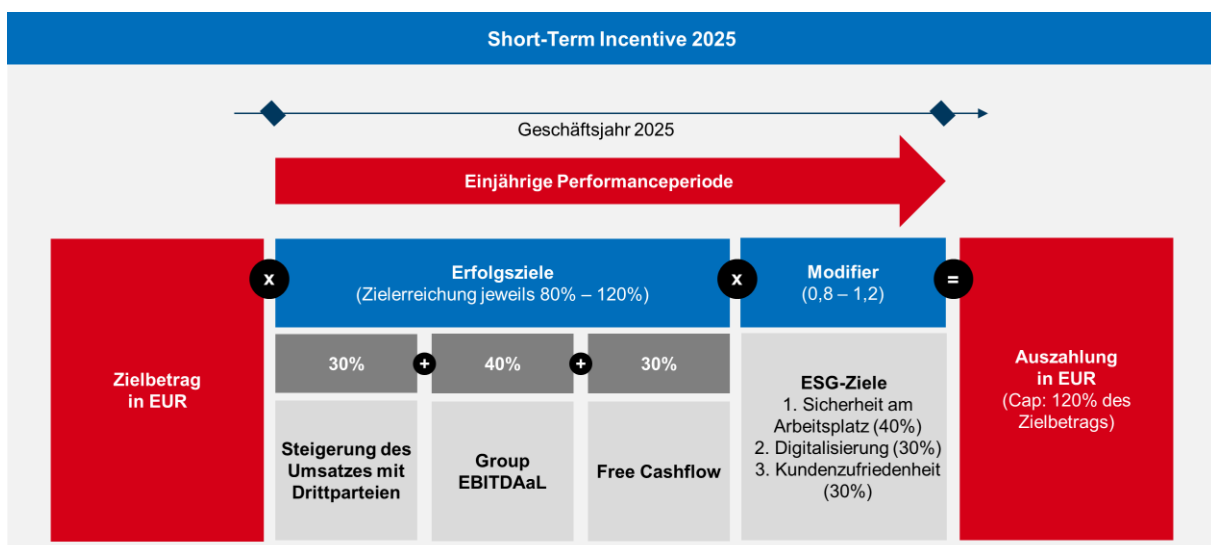 Short-Term Incentive 2025
Geschäftsjahr 2025
Einjährige Performanceperiode
Zielbetrag
in EUR
x
Erfolgsziele
(Zielerreichung jeweils 80% – 120%)
x
Modifier
(0,8 – 1,2)
=
Auszahlung
in EUR
(Cap: 120% des
Zielbetrags)
30%
+
40%
+
30%
Steigerung des
Umsatzes mit
Drittparteien
Group
EBITDAaL
Free Cashflow
ESG-Ziele
1. Sicherheit am
Arbeitsplatz (40%)
2. Digitalisierung (30%)
3. Kundenzufriedenheit
(30%)